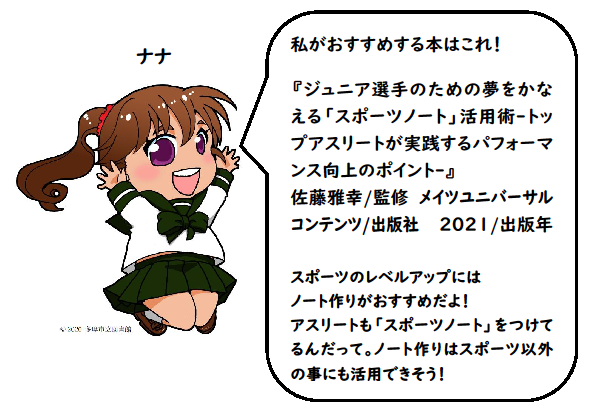 ナナ
私がおすすめする本はこれ！
『ジュニア選手のための夢をかな
える「スポーツノート」活用術-トッ
プアスリートが実践するパフォーマ
ンス向上のポイント-』
佐藤雅幸/監修 メイツユニバーサル
コンテンツ/出版社 2021/出版年
スポーツのレベルアップには
ノート作りがおすすめだよ！
アスリートも「スポーツノート」をつけて
るんだって。ノート作りはスポーツ以外
の事にも活用できそう！